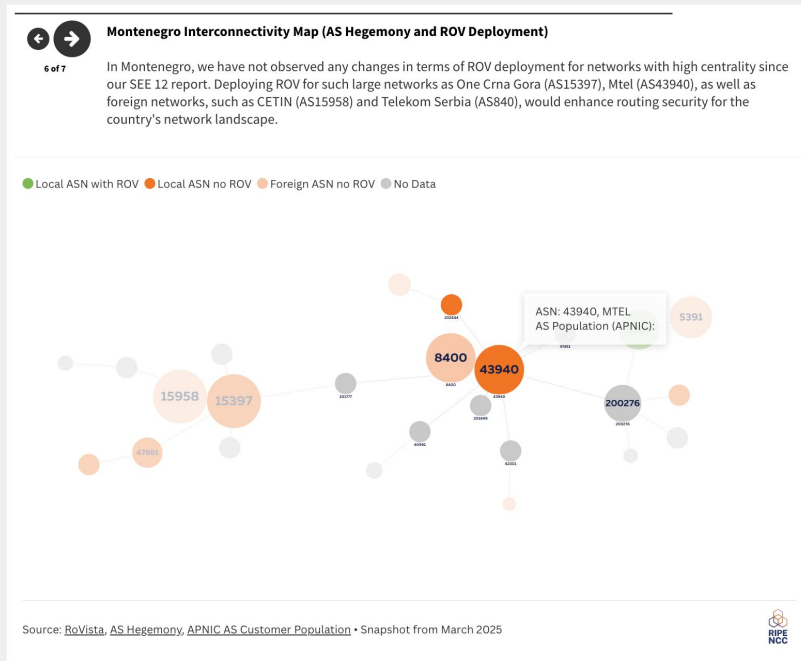 Montenegro Interconnectivity Map (AS Hegemony and ROV Deployment)
6 of 7
In Montenegro, we have not observed any changes in terms of ROV deployment for networks with high centrality since
our SEE 12 report. Deploying ROV for such large networks as One Crna Gora (AS15397), Mtel (AS43940), as well as
foreign networks, such as CETIN (AS15958) and Telekom Serbia (AS840), would enhance routing security for the
country's network landscape.
Local ASN with ROV Local ASN no ROV Foreign ASN no ROV No Data
ASN: 43940, MTEL
AS Population (APNIC):
5391
8400
8400
43940
43940
15958
15397
200276
200276
47881
Source: RoVista, AS Hegemony, APNIC AS Customer Population • Snapshot from March 2025
RIPE
NCC